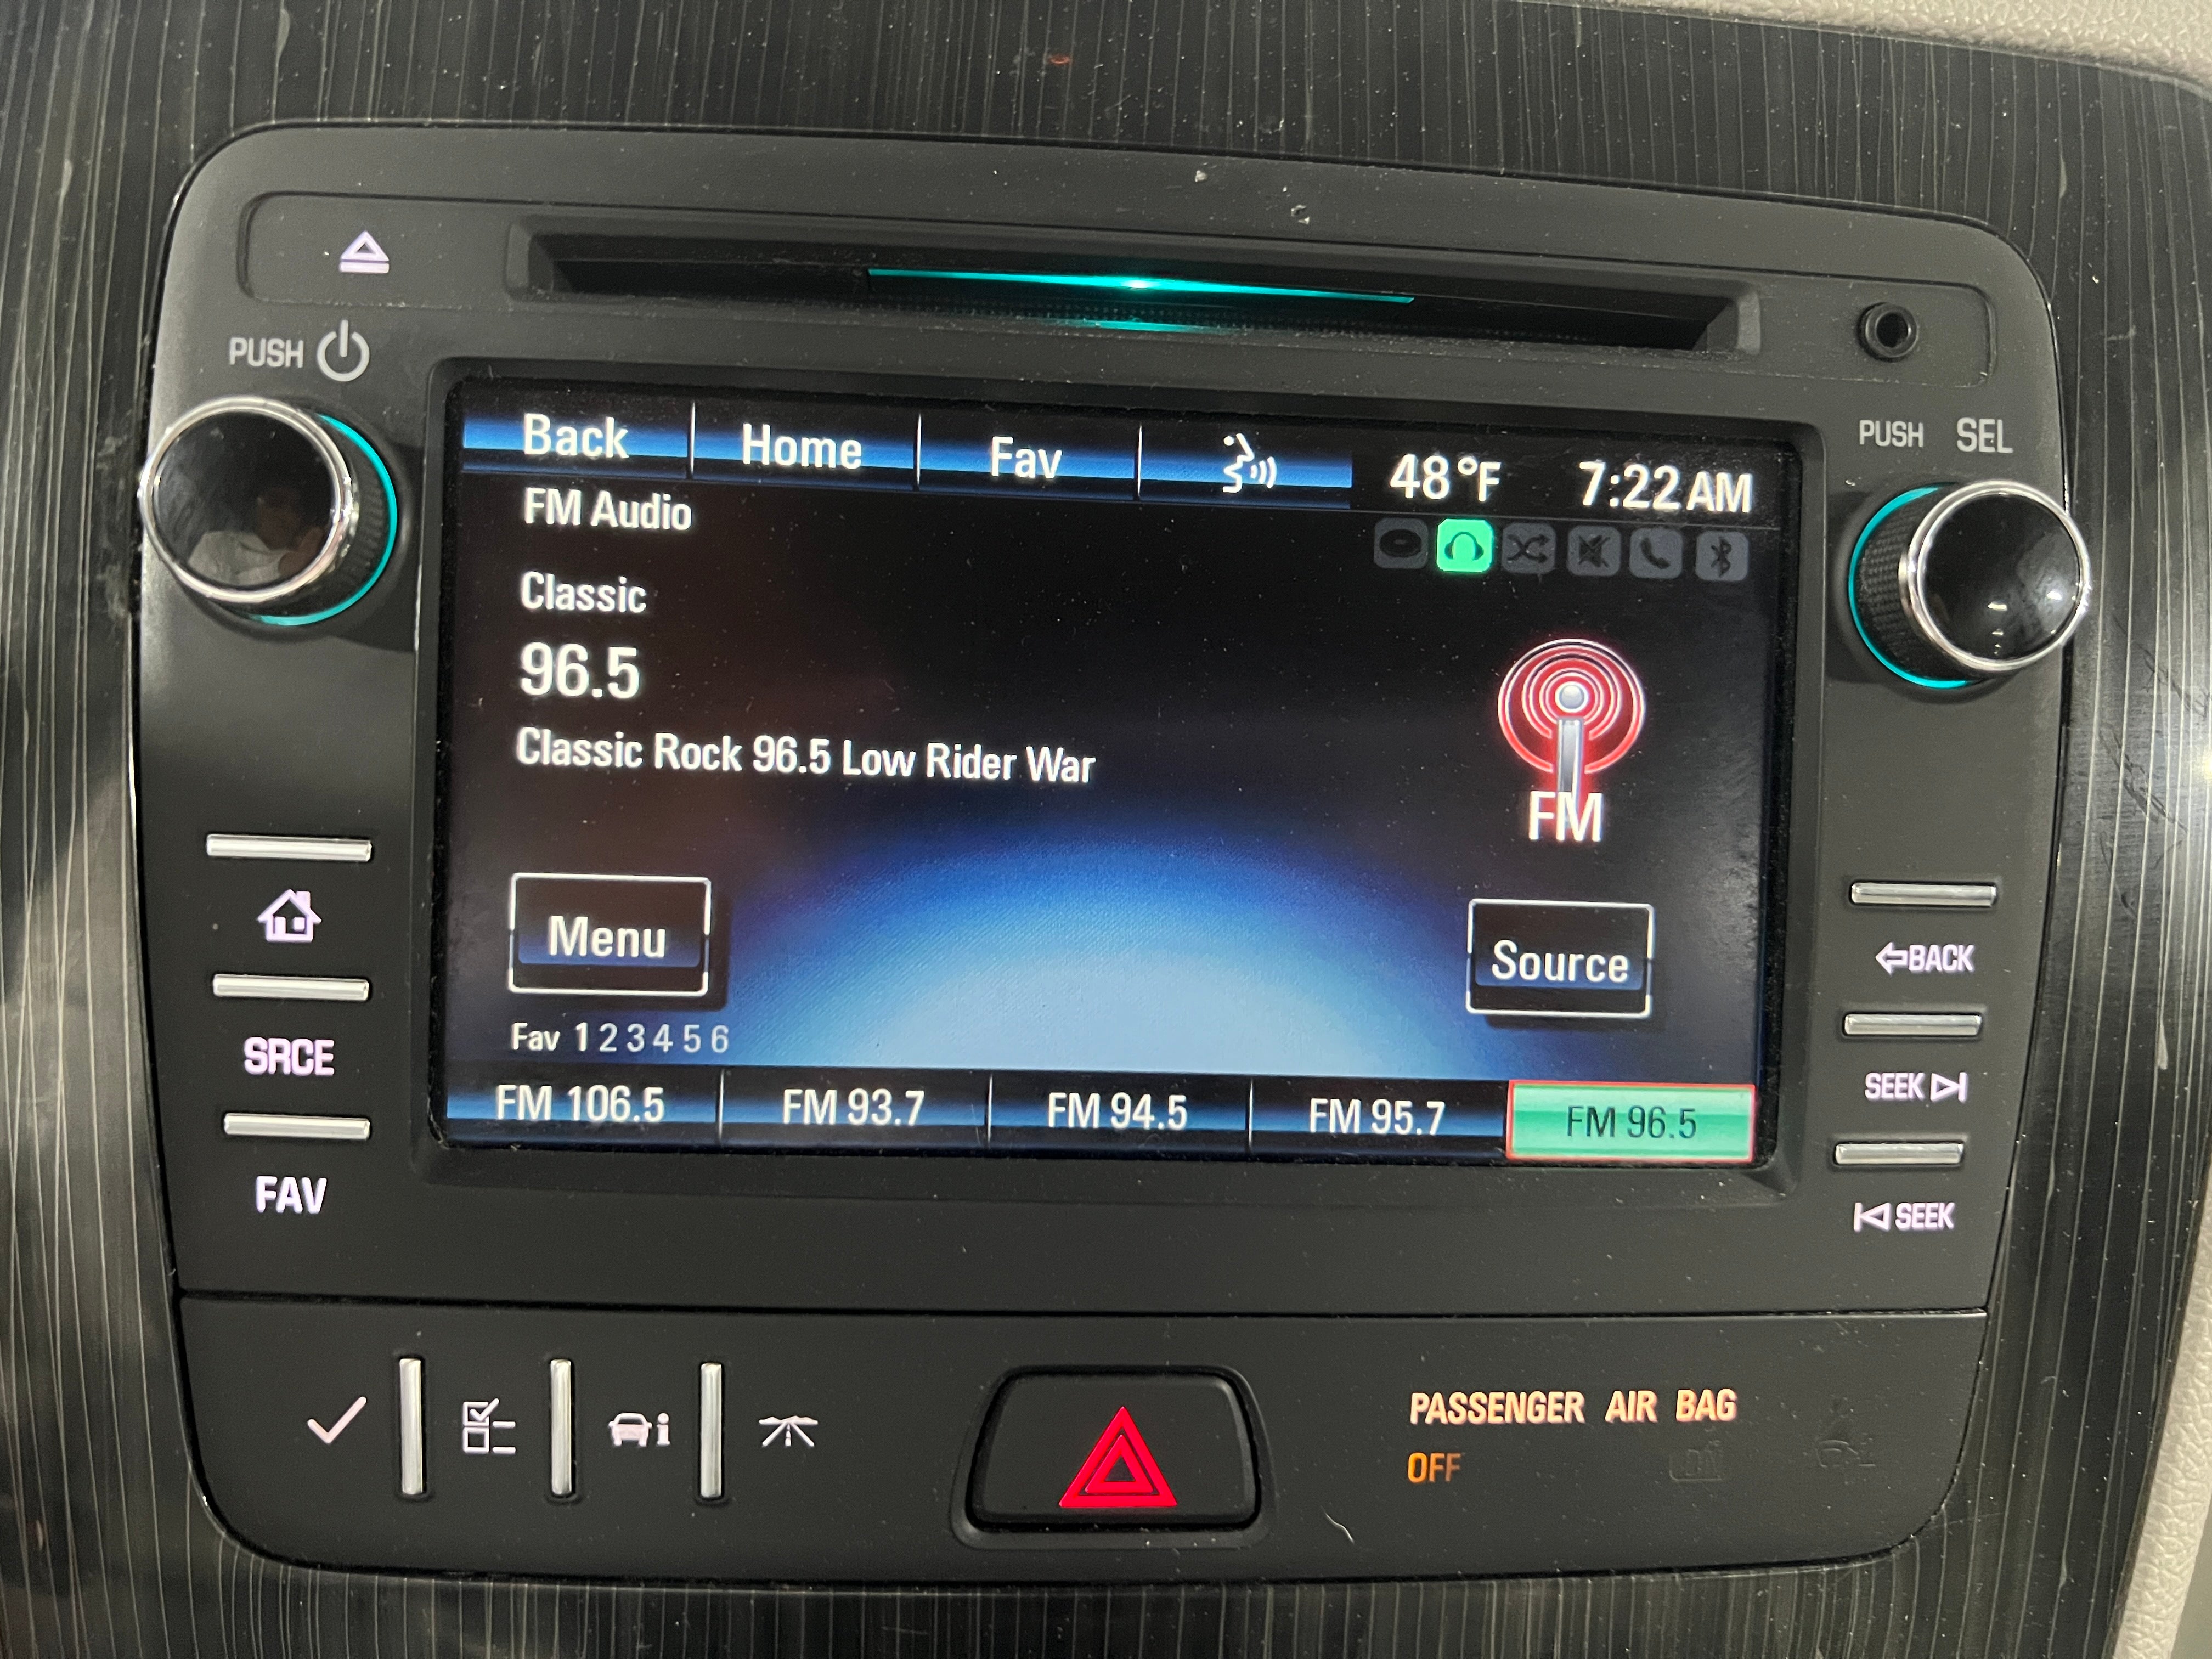 PUSH
PUSH SEL
Back Home Fav 48°F 7:22AM
FM Audio
Classic
96.5
Classic Rock 96.5 Low Rider War
FM
Menu
Source
Fav 1 2 3 4 5 6
FM 106.5 FM 93.7 FM 94.5 FM 95.7 FM 96.5
SRCE
FAV
BACK
SEEK
SEEK
PASSENGER AIR BAG
OFF